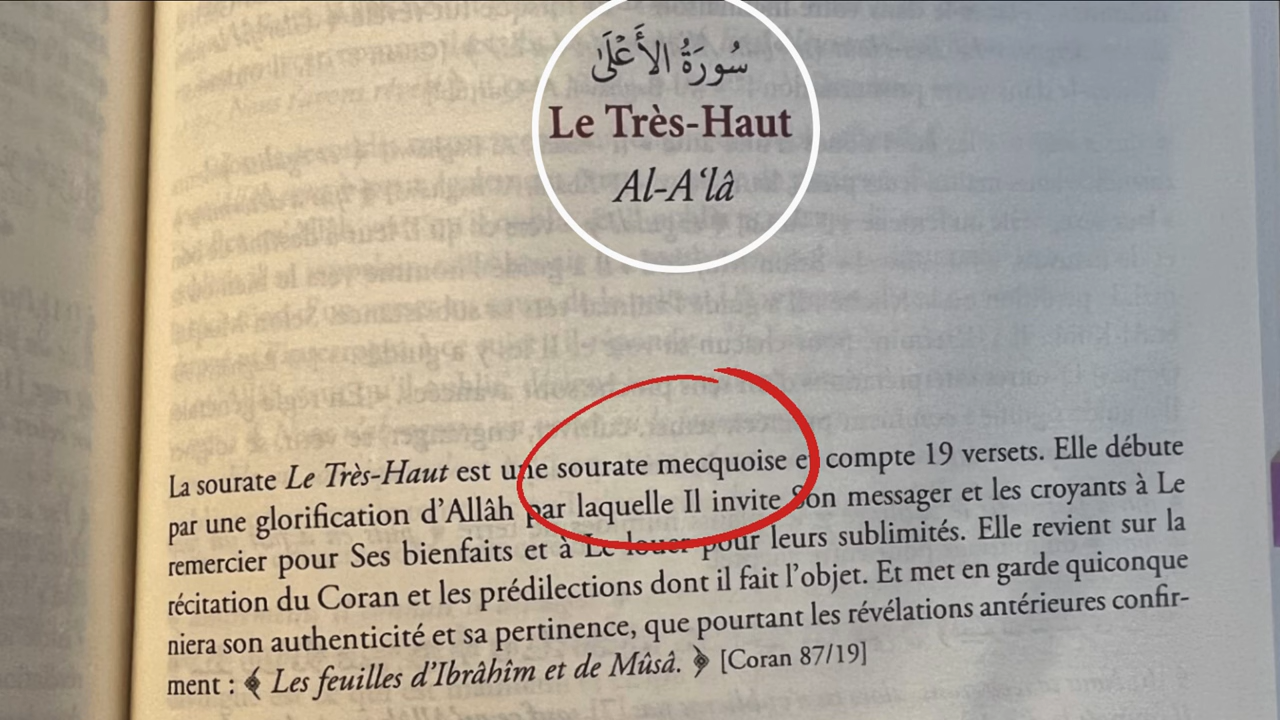 سُورَةُ الأَعْلَىٰ
Le Très-Haut
Al-A‘lâ
La sourate Le Très-Haut est une sourate mecquoise et compte 19 versets. Elle débute
par une glorification d’Allâh par laquelle Il invite Son messager et les croyants à Le
remercier pour Ses bienfaits et à Le louer pour leurs sublimités. Elle revient sur la
récitation du Coran et les prédilections dont il fait l’objet. Et met en garde quiconque
niera son authenticité et sa pertinence, que pourtant les révélations antérieures confir-
ment : ﴾ Les feuilles d’Ibrâhîm et de Mûsâ. ﴿ [Coran 87/19]